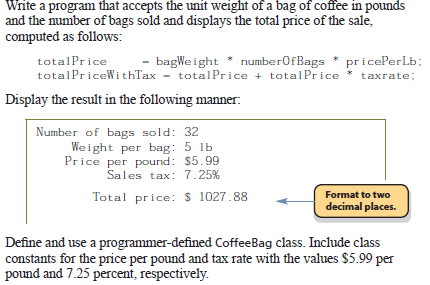 Write a program that accepts the unit weight of a bag of coffee in pounds
and the number of bags sold and displays the total price of the sale,
computed as follows:
totalPrice - bagWeight * numberOfBags * pricePerLb;
totalPriceWithTax - totalPrice + totalPrice * taxrate;
Display the result in the following manner:
Number of bags sold: 32
Weight per bag: 5 lb
Price per pound: $5.99
Sales tax: 7.25%
Total price: $ 1027.88
Format to two
decimal places.
Define and use a programmer-defined CoffeeBag class. Include class
constants for the price per pound and tax rate with the values $5.99 per
pound and 7.25 percent, respectively.